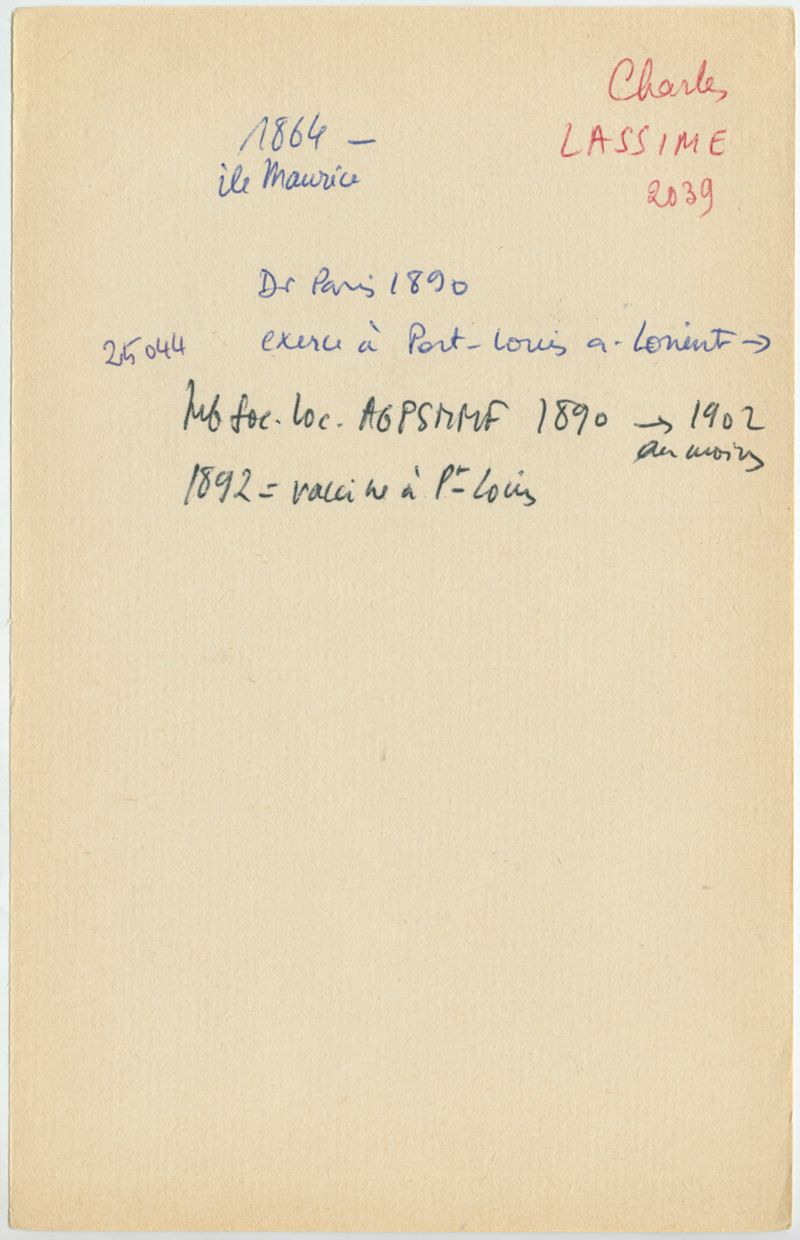 Charles
LASSIME
2039
1864 —
île Maurice
Dr Paris 1890
25044 exerce à Port-Louis a. Lorient →
Mb Soc. Loc. AGPSMMF 1890 → 1902
au moins
1892 = vaccine à Pt Louis